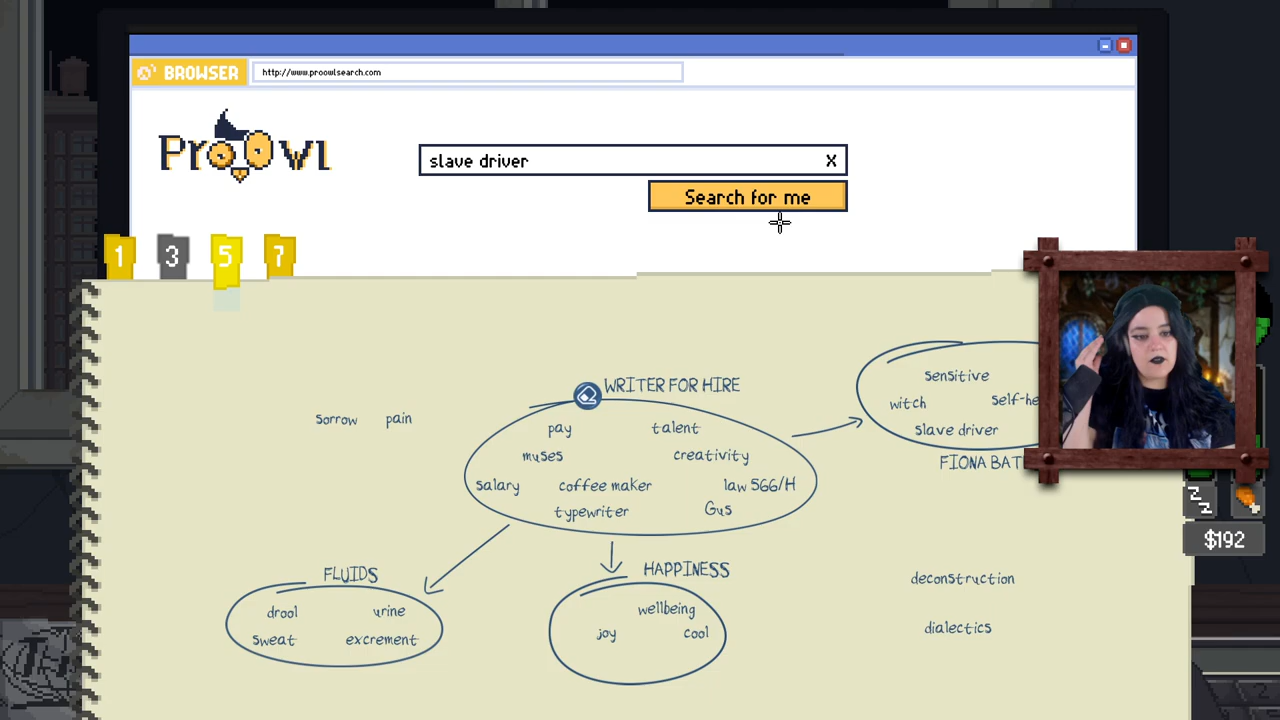 BROWSER
http://www.proowlsearch.com
PrOOwl
slave driver X
Search for me
1 3 5 7
WRITER FOR HIRE
sorrow pain
pay talent
muses creativity
salary coffee maker law 566/H
typewriter Gus
sensitive
witch
slave driver
FLUIDS
drool urine
sweat excrement
HAPPINESS
wellbeing
joy cool
deconstruction
dialectics
$192